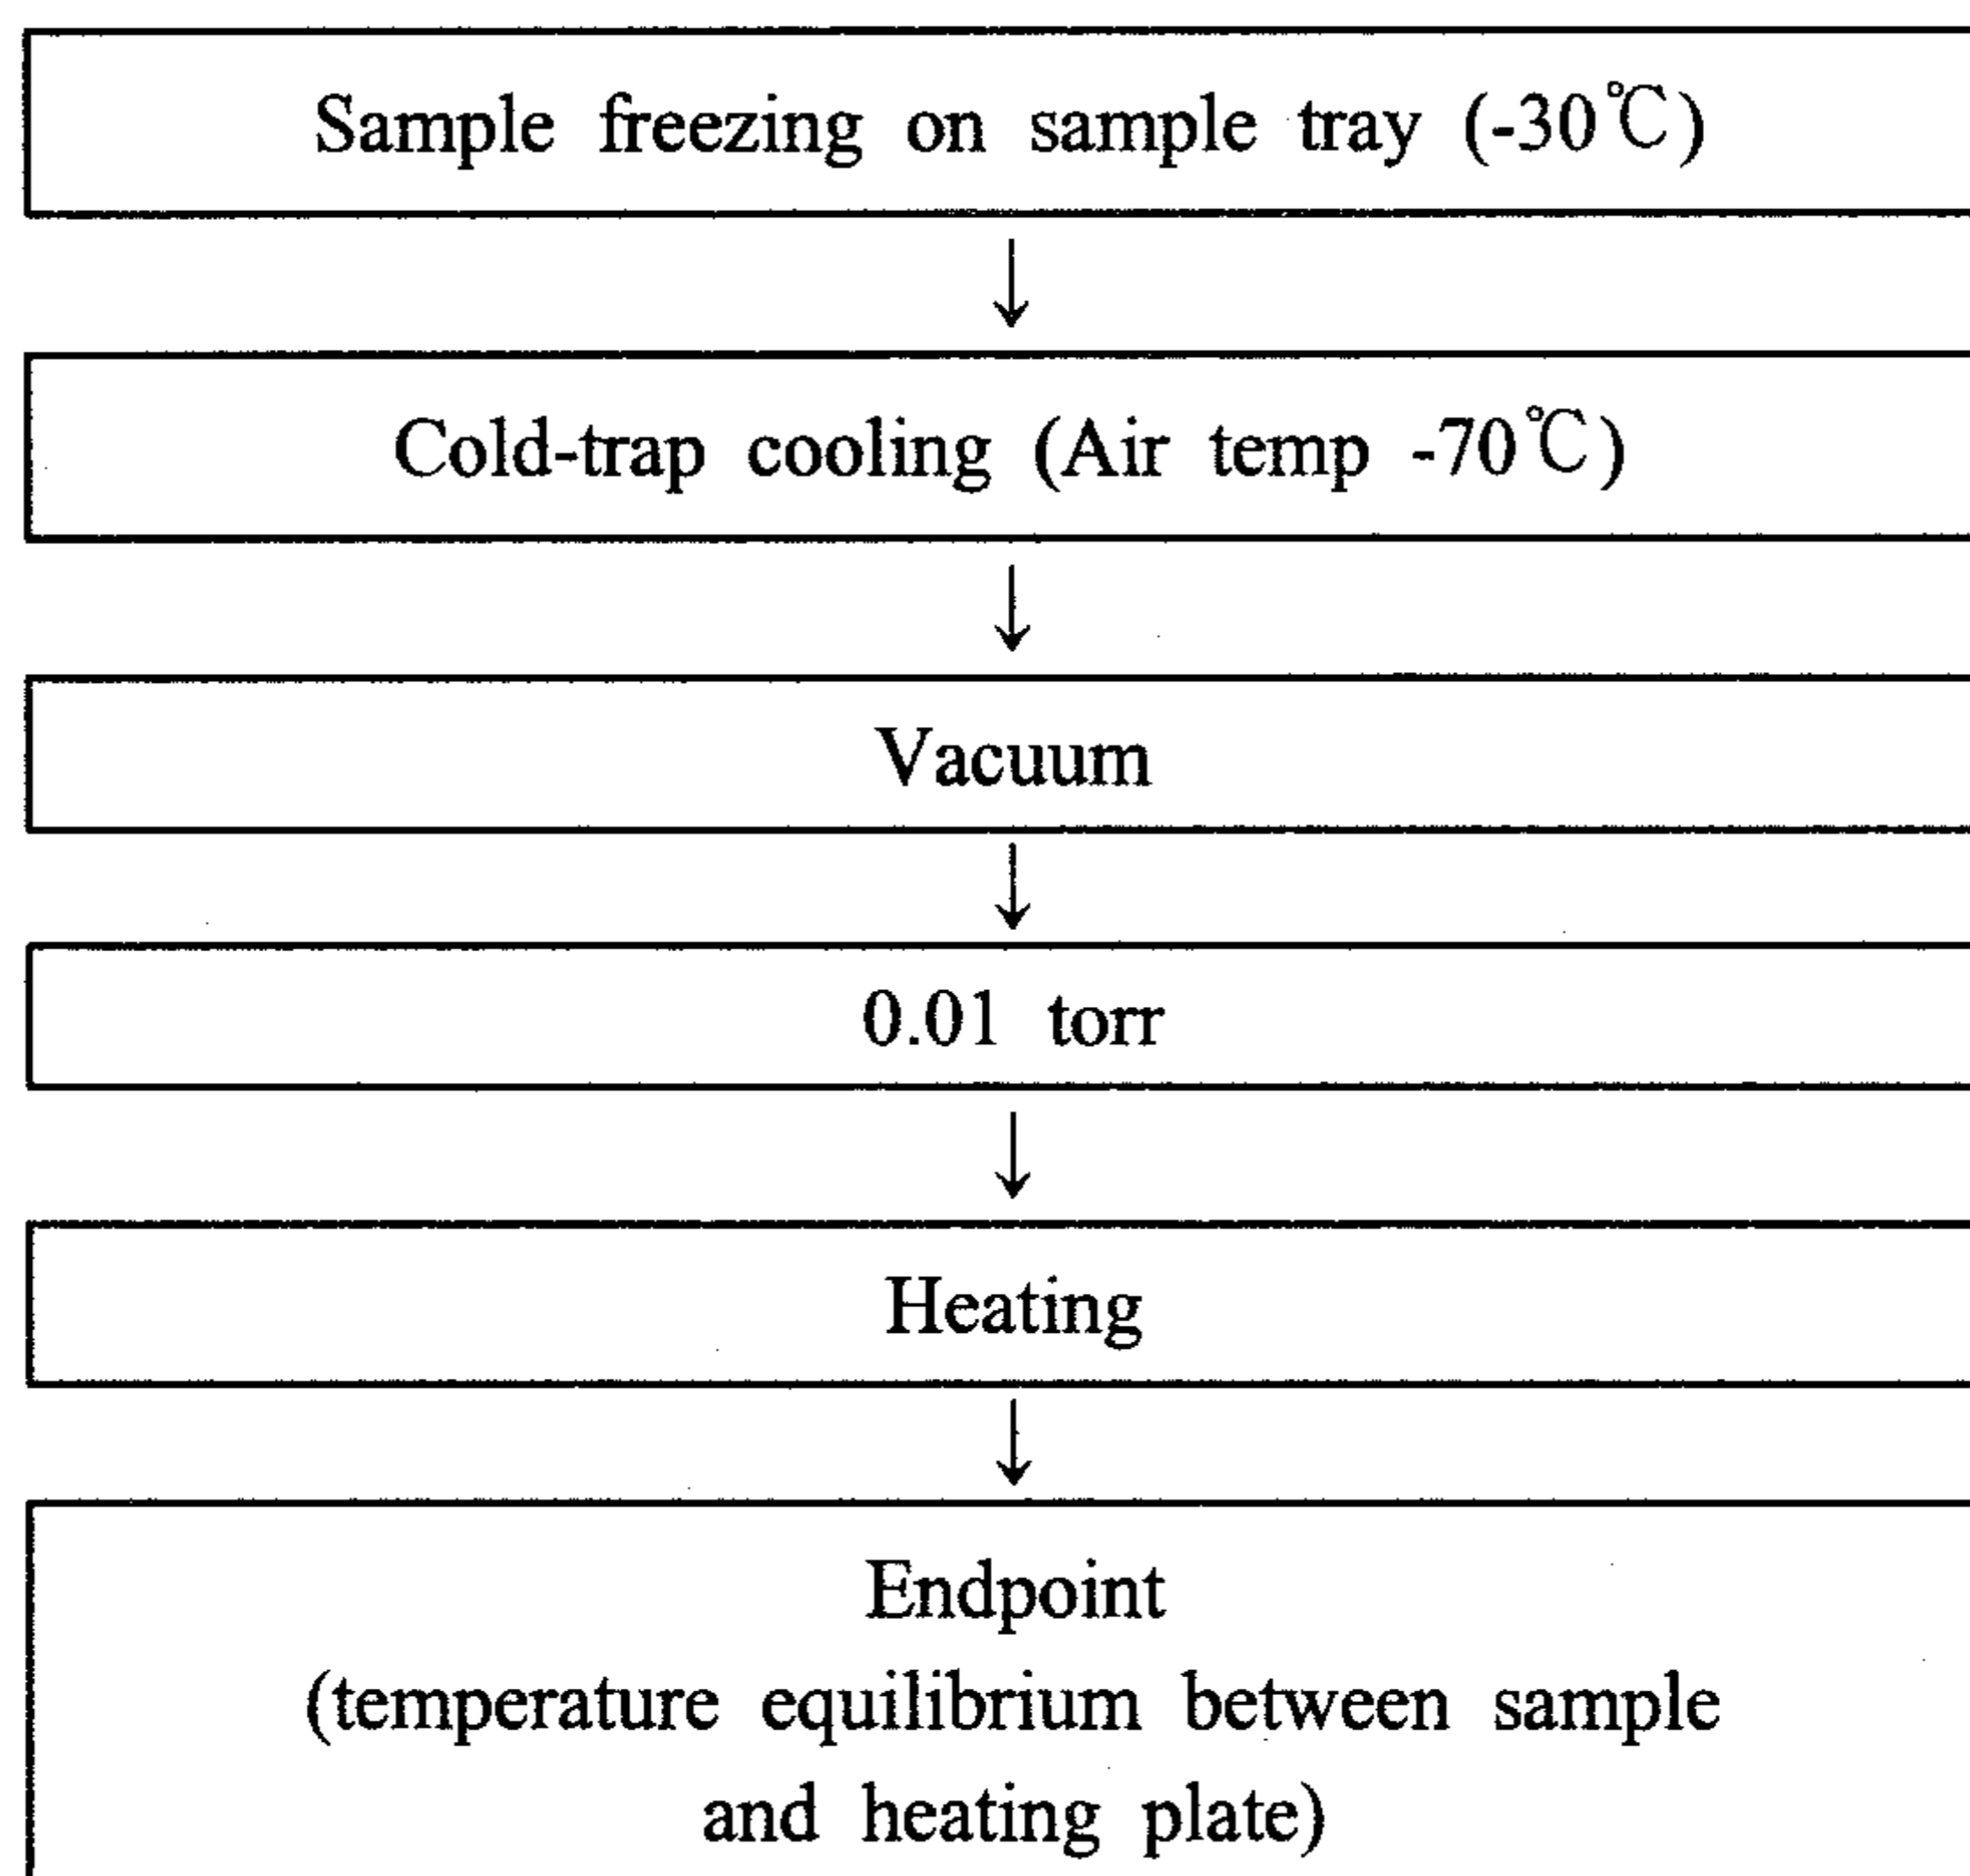 Sample freezing on sample tray (-30℃)
Cold-trap cooling (Air temp -70℃)
Vacuum
0.01 torr
Heating
Endpoint
(temperature equilibrium between sample
and heating plate)